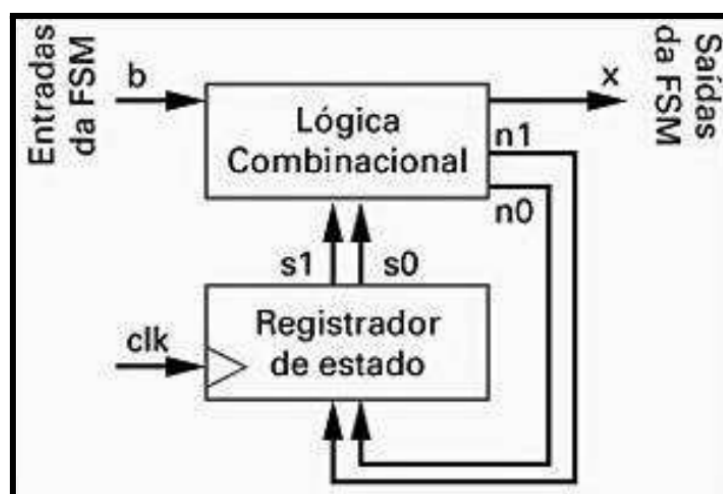 Entradas
da FSM
b
Lógica
Combinacional
x
Saídas
da FSM
n1
n0
s1
s0
clk
Registrador
de estado